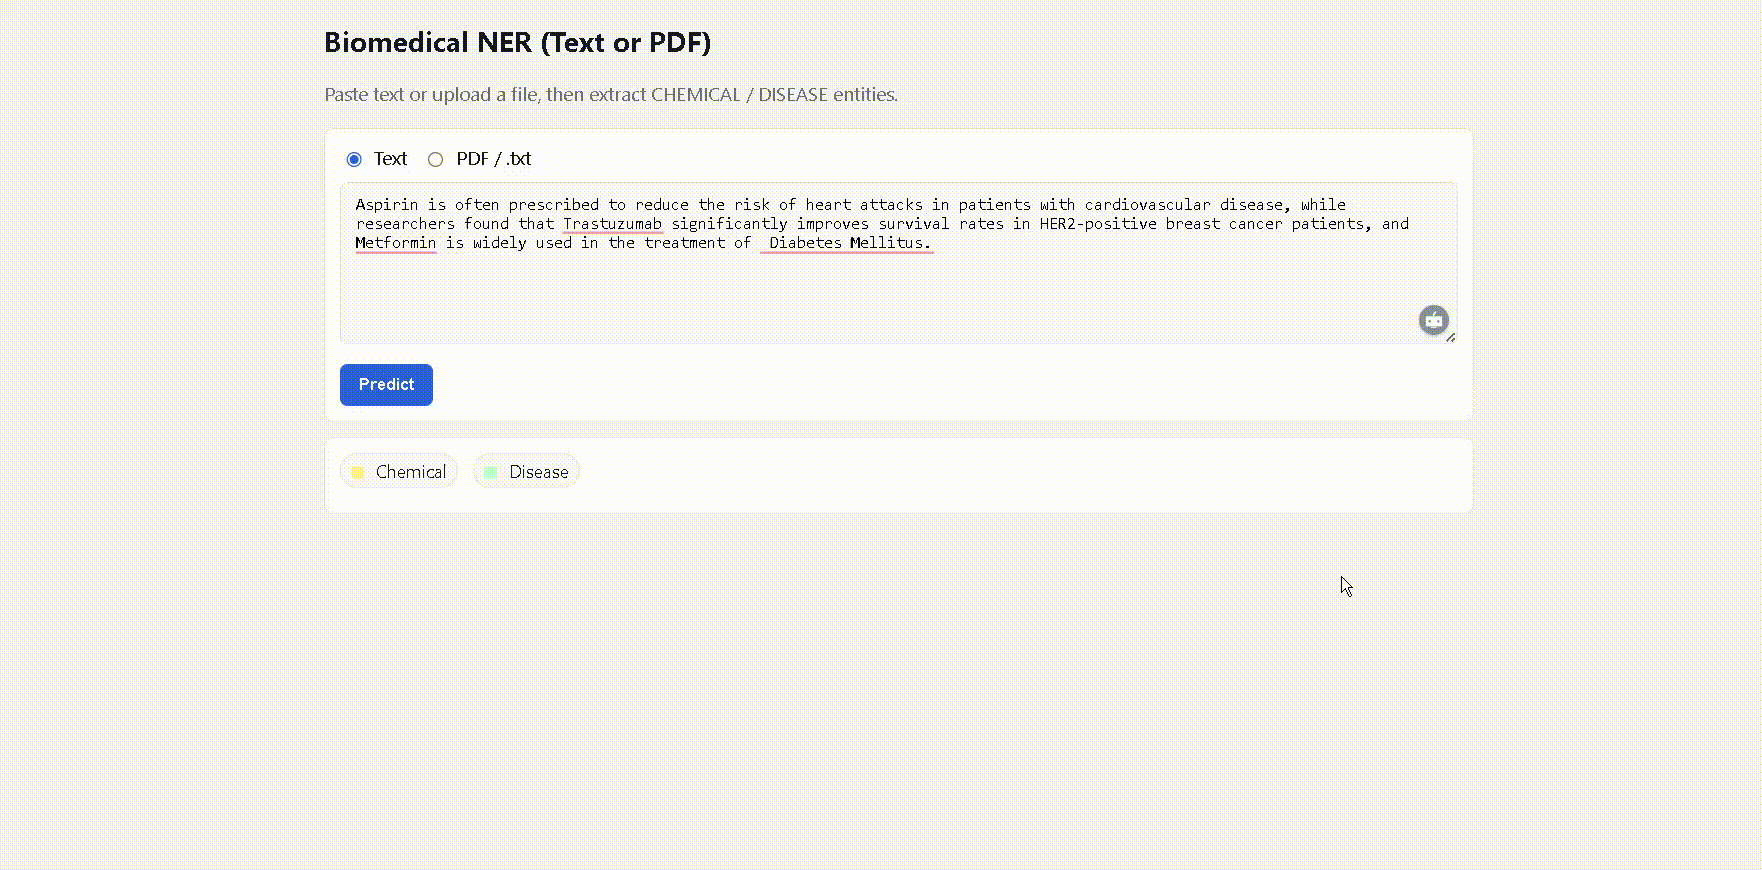 Biomedical NER (Text or PDF)
Paste text or upload a file, then extract CHEMICAL / DISEASE entities.
Text PDF / .txt
Aspirin is often prescribed to reduce the risk of heart attacks in patients with cardiovascular disease, while
researchers found that Trastuzumab significantly improves survival rates in HER2-positive breast cancer patients, and
Metformin is widely used in the treatment of  Diabetes Mellitus.
Predict
Chemical Disease